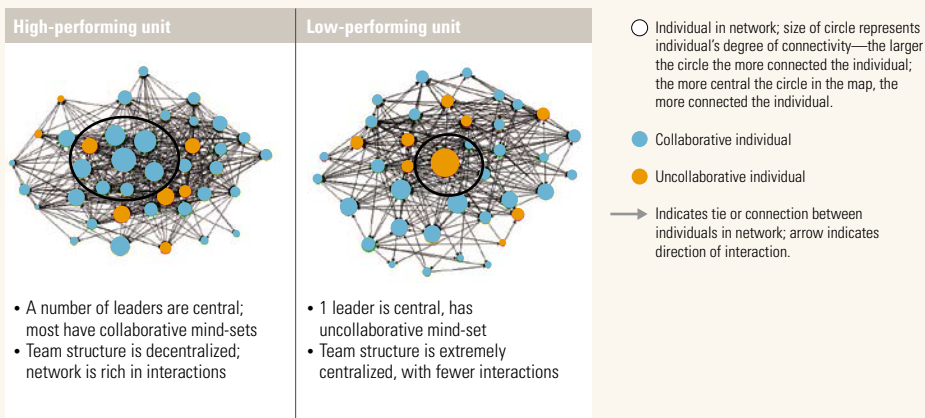 High-performing unit
Low-performing unit
• A number of leaders are central;
most have collaborative mind-sets
• Team structure is decentralized;
network is rich in interactions
• 1 leader is central, has
uncollaborative mind-set
• Team structure is extremely
centralized, with fewer interactions
Individual in network; size of circle represents
individual’s degree of connectivity—the larger
the circle the more connected the individual;
the more central the circle in the map, the
more connected the individual.
Collaborative individual
Uncollaborative individual
Indicates tie or connection between
individuals in network; arrow indicates
direction of interaction.